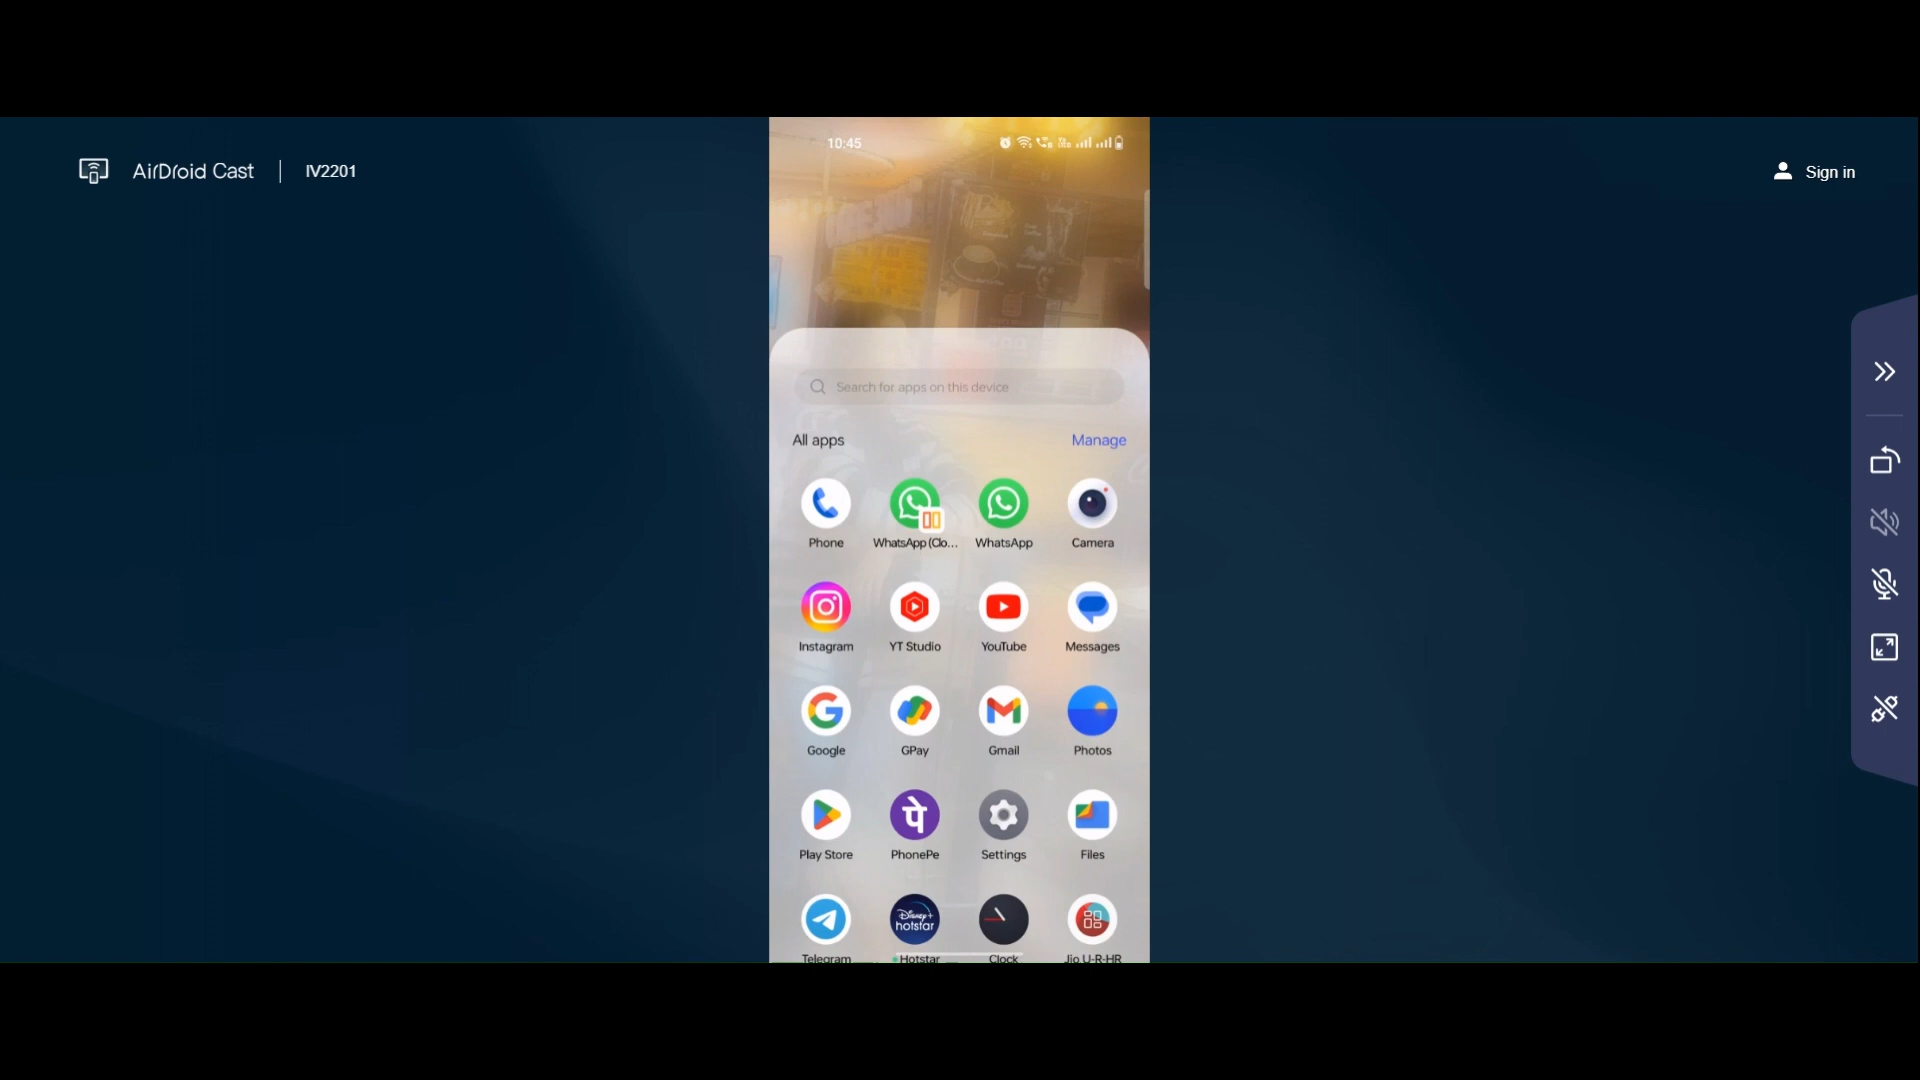 10:45
AirDroid Cast | IV2201
Sign in
Search for apps on this device
All apps
Manage
Phone
WhatsApp (Clo...
WhatsApp
Camera
Instagram
YT Studio
YouTube
Messages
Google
GPay
Gmail
Photos
पे
Play Store
PhonePe
Settings
Files
Disney+
hotstar
Telegram
Hotstar
Clock
Jio U-R-HR